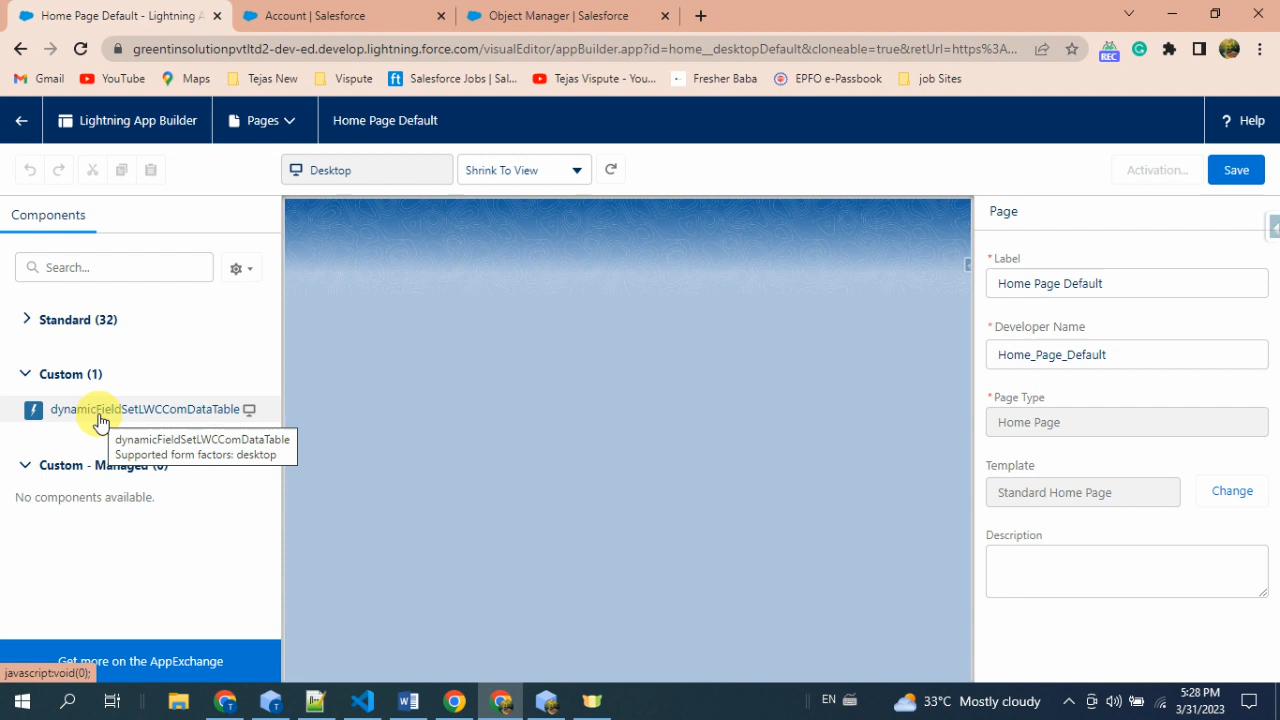 Home Page Default - Lightning A
Account | Salesforce
Object Manager | Salesforce
greentinsolutionpvtltd2-dev-ed.develop.lightning.force.com/visualEditor/appBuilder.app?id=home__desktopDefault&cloneable=true&retUrl=https%3A...
REC
Gmail
YouTube
Maps
Tejas New
Vispute
Salesforce Jobs | Sal...
Tejas Vispute - You...
Fresher Baba
EPFO e-Passbook
job Sites
Lightning App Builder
Pages
Home Page Default
? Help
Desktop
Shrink To View
Activation...
Save
Components
Search...
Standard (32)
Custom (1)
dynamicFieldSetLWCComDataTable
dynamicFieldSetLWCComDataTable
Supported form factors: desktop
Custom - Managed (0)
No components available.
Get more on the AppExchange
javascript:void(0);
Page
*Label
Home Page Default
*Developer Name
Home_Page_Default
*Page Type
Home Page
Template
Standard Home Page
Change
Description
EN
33°C Mostly cloudy
5:28 PM
3/31/2023